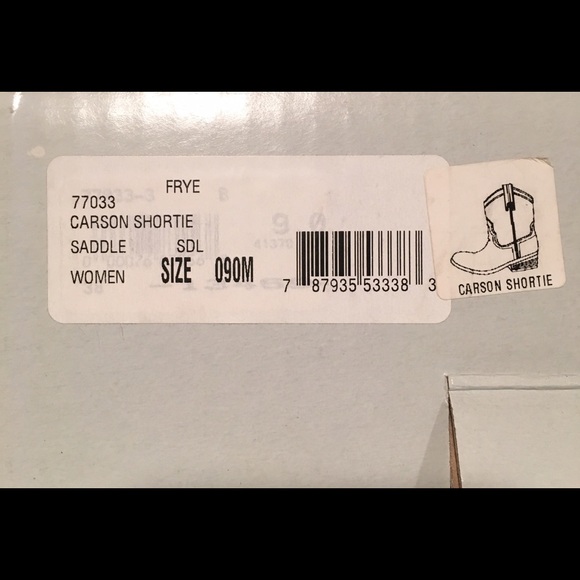 FRYE
77033
CARSON SHORTIE
SADDLE SDL
WOMEN SIZE 090M
7 87935 53338 3
CARSON SHORTIE